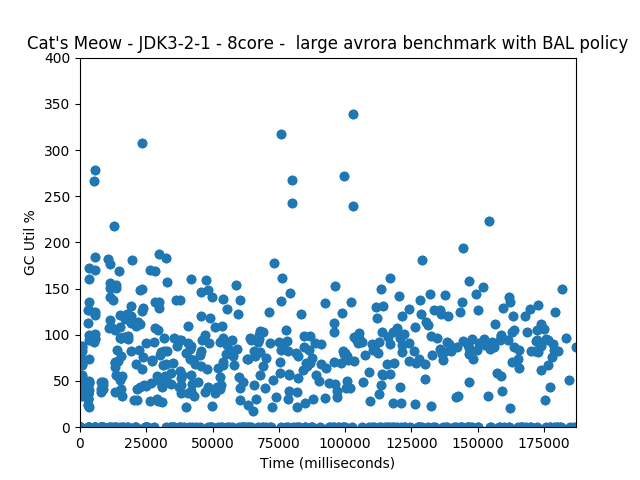 Cat's Meow - JDK3-2-1 - 8core -  large avrora benchmark with BAL policy
400
350
300
250
200
150
100
50
0
GC Util %
0 25000 50000 75000 100000 125000 150000 175000
Time (milliseconds)